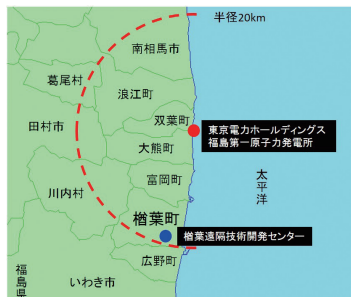 半径20km
南相馬市
葛尾村
浪江町
双葉町
田村市
大熊町
東京電力ホールディングス
福島第一原子力発電所
富岡町
太平洋
川内村
楢葉町
楢葉遠隔技術開発センター
広野町
いわき市
福島県